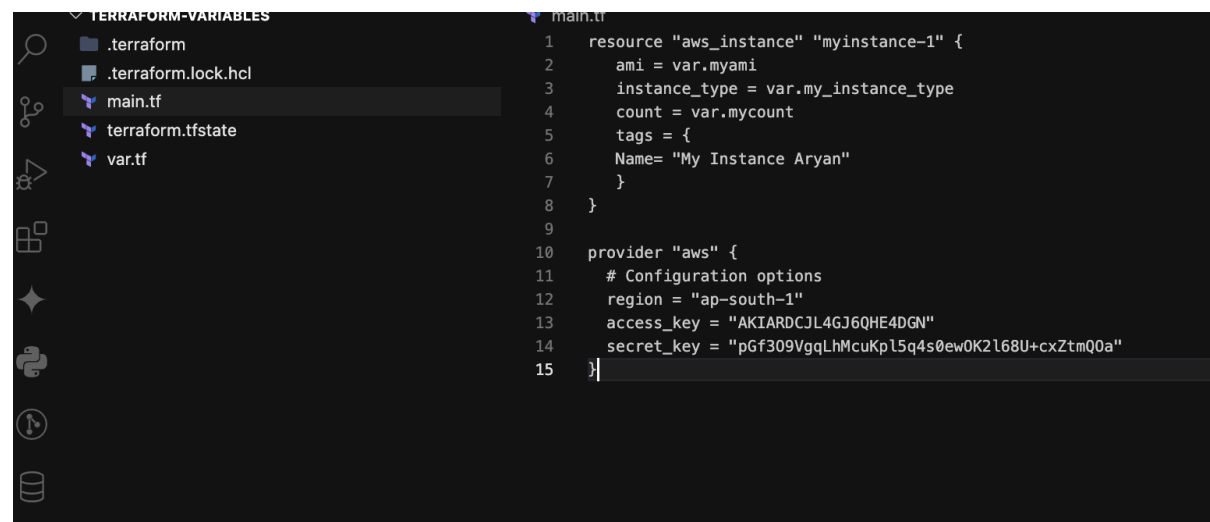 TERRAFORM-VARIABLES
.terraform
.terraform.lock.hcl
main.tf
terraform.tfstate
var.tf
main.tf
1 resource "aws_instance" "myinstance-1" {
2 ami = var.myami
3 instance_type = var.my_instance_type
4 count = var.mycount
5 tags = {
6 Name= "My Instance Aryan"
7 }
8 }
9
10 provider "aws" {
11 # Configuration options
12 region = "ap-south-1"
13 access_key = "AKIARDCJL4GJ6QHE4DGN"
14 secret_key = "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"
15 }